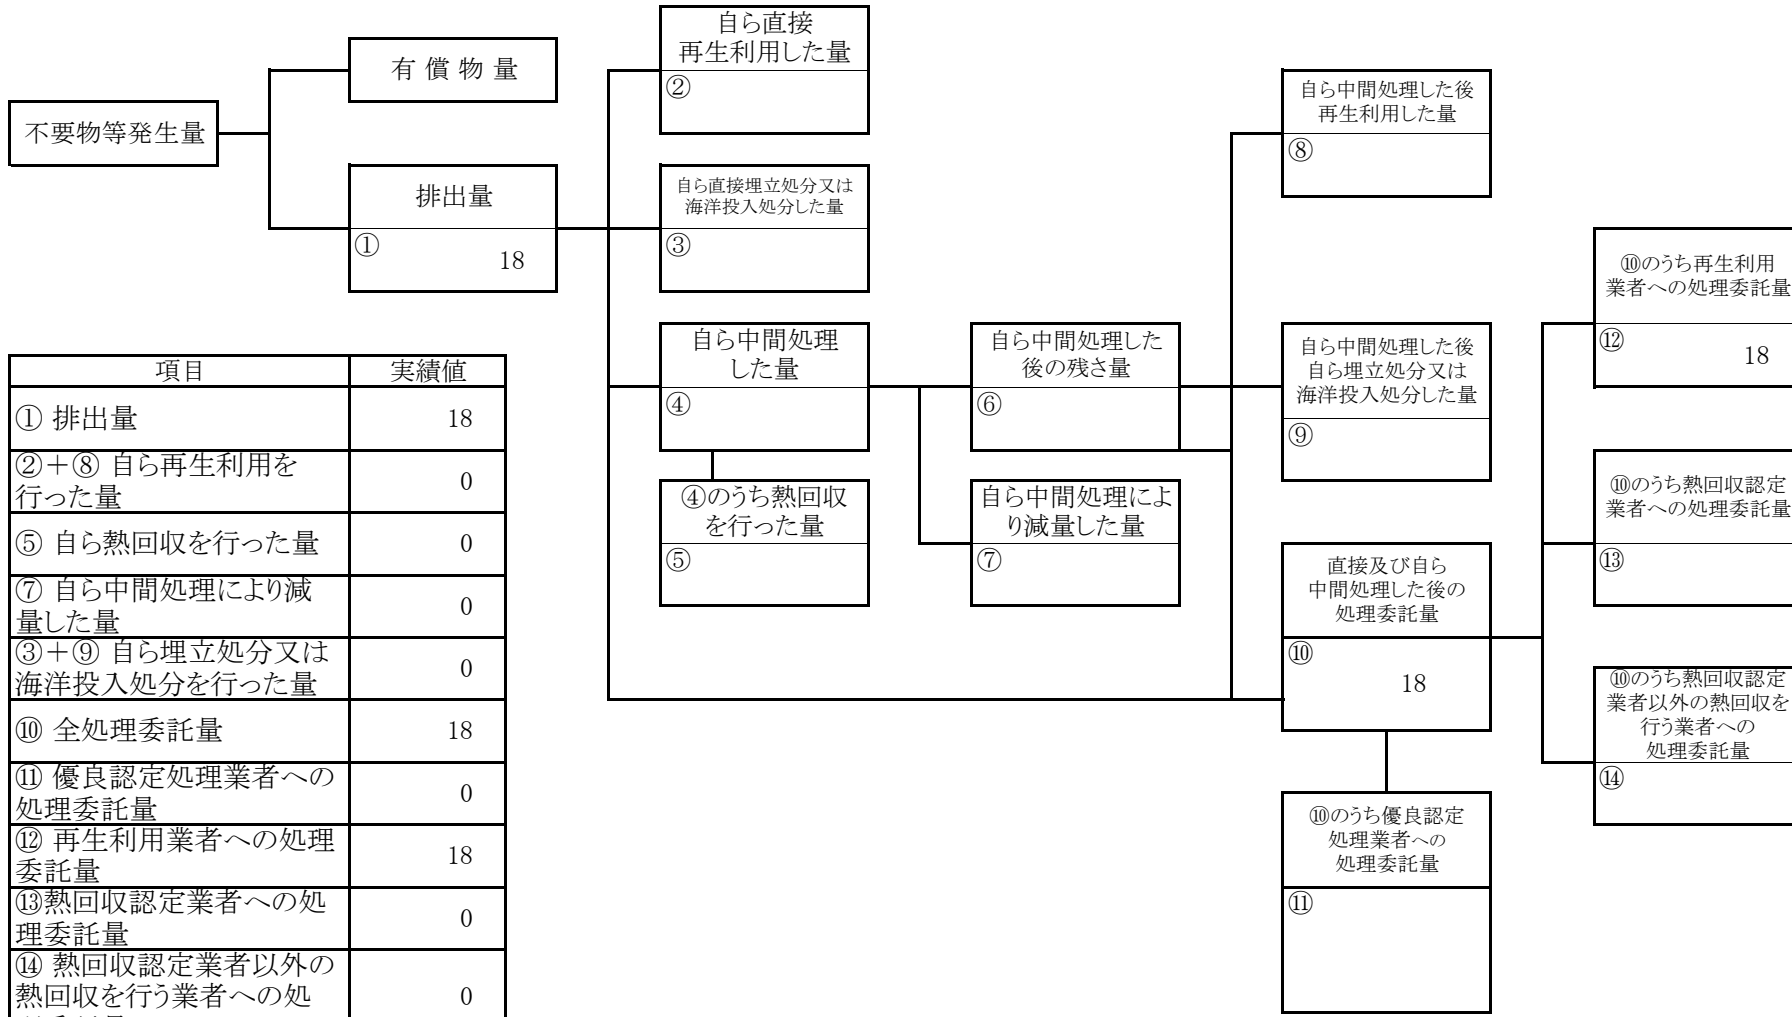 不要物等発生量
有 償 物 量
排出量
①
18
自ら直接
再生利用した量
②
自ら直接埋立処分又は
海洋投入処分した量
③
自ら中間処理
した量
④
④のうち熱回収
を行った量
⑤
自ら中間処理した
後の残さ量
⑥
自ら中間処理によ
り減量した量
⑦
自ら中間処理した後
再生利用した量
⑧
自ら中間処理した後
自ら埋立処分又は
海洋投入処分した量
⑨
直接及び自ら
中間処理した後の
処理委託量
⑩
18
⑩のうち優良認定
処理業者への
処理委託量
⑪
⑩のうち再生利用
業者への処理委託量
⑫
18
⑩のうち熱回収認定
業者への処理委託量
⑬
⑩のうち熱回収認定
業者以外の熱回収を
行う業者への
処理委託量
⑭
項目 実績値
① 排出量 18
②＋⑧ 自ら再生利用を
行った量 0
⑤ 自ら熱回収を行った量 0
⑦ 自ら中間処理により減
量した量 0
③＋⑨ 自ら埋立処分又は
海洋投入処分を行った量 0
⑩ 全処理委託量 18
⑪ 優良認定処理業者への
処理委託量 0
⑫ 再生利用業者への処理
委託量 18
⑬熱回収認定業者への処
理委託量 0
⑭ 熱回収認定業者以外の
熱回収を行う業者への処 0